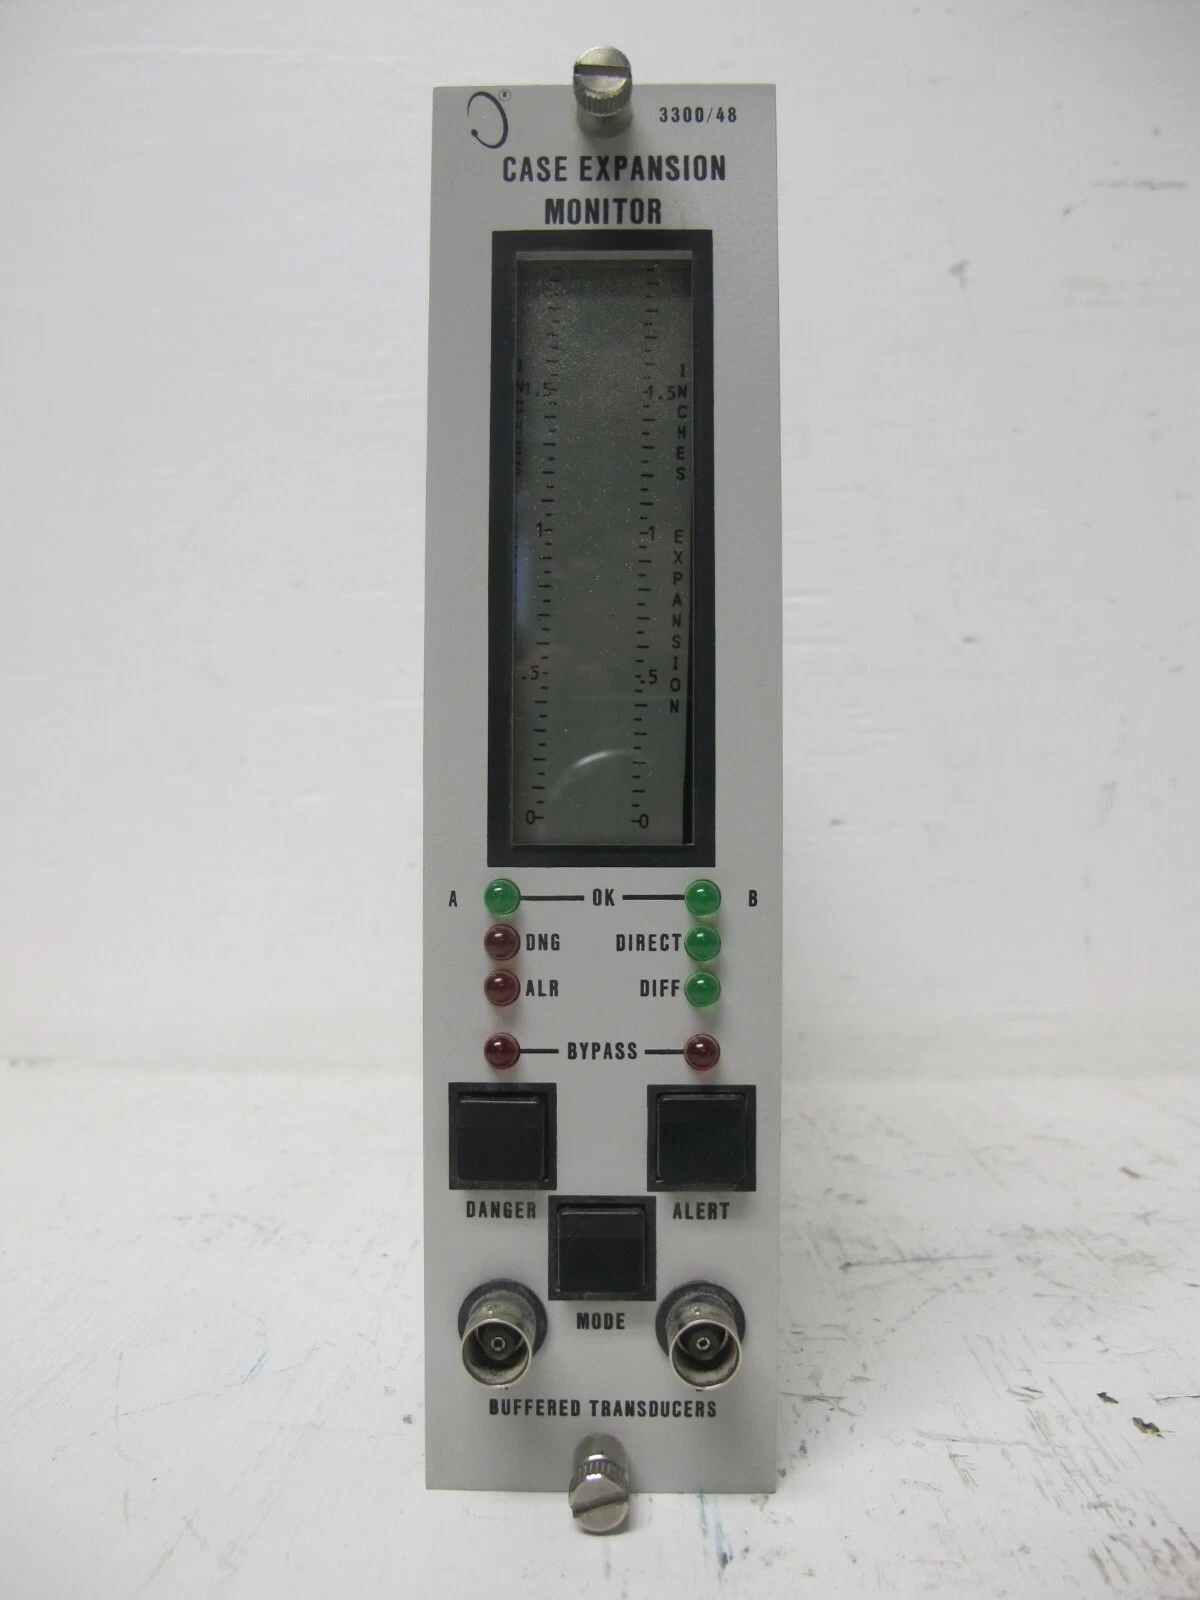 ®
3300/48
CASE EXPANSION
MONITOR
INCHES
1.5
1
.5
0
1.5
1
.5
0
INCHES EXPANSION
A OK B
DNG DIRECT
ALR DIFF
BYPASS
DANGER ALERT
MODE
BUFFERED TRANSDUCERS